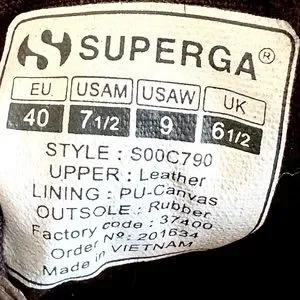 SUPERGA®
EU. USAM USAW UK
40 7 1/2 9 6 1/2
STYLE : S00C790
UPPER : Leather
LINING : PU-Canvas
OUTSOLE : Rubber
Factory code : 37400
Order Nº: 201634
Made in VIETNAM